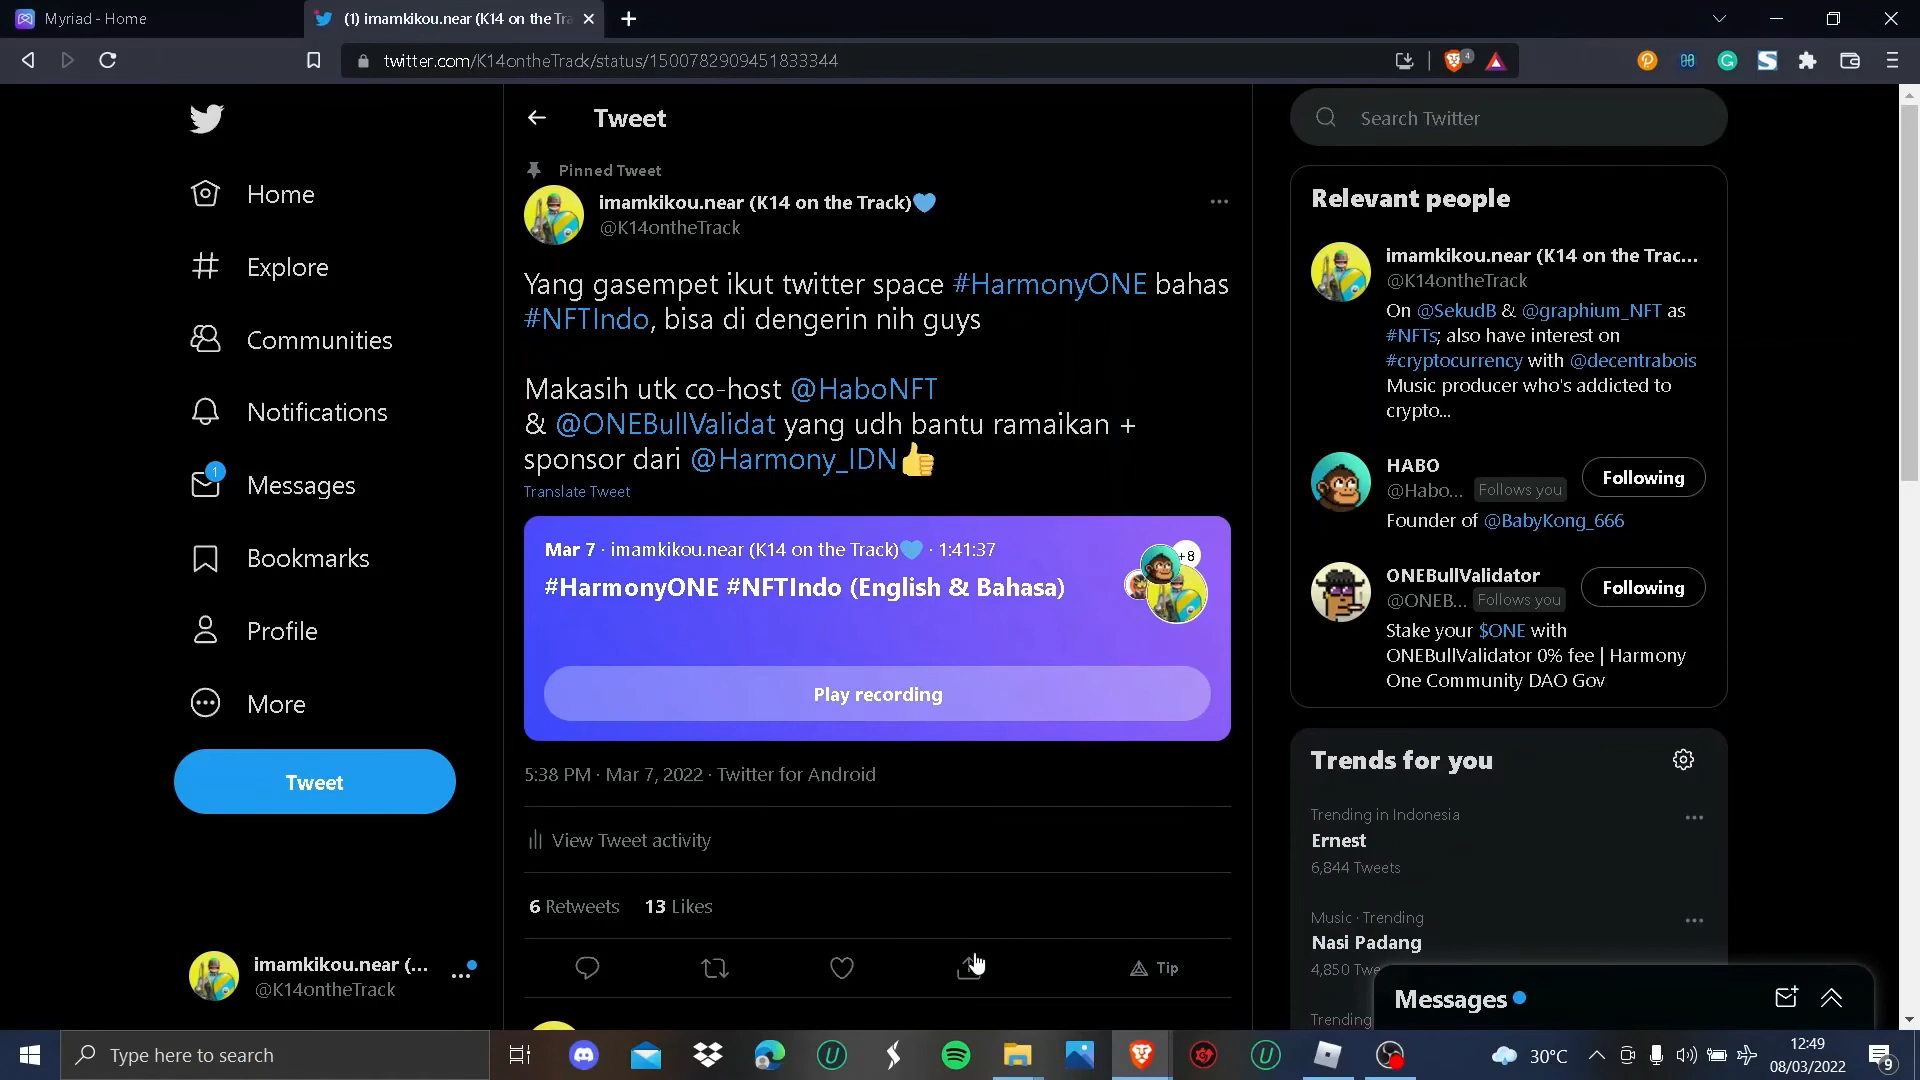 Myriad - Home
(1) imamkikou.near (K14 on the Tra
twitter.com/K14ontheTrack/status/1500782909451833344
4
Tweet
Search Twitter
Pinned Tweet
imamkikou.near (K14 on the Track)💙
@K14ontheTrack
Yang gasempet ikut twitter space #HarmonyONE bahas
#NFTIndo, bisa di dengerin nih guys
Makasih utk co-host @HaboNFT
& @ONEBullValidat yang udh bantu ramaikan +
sponsor dari @Harmony_IDN👍
Translate Tweet
Mar 7 · imamkikou.near (K14 on the Track)💙 · 1:41:37
+8
#HarmonyONE #NFTIndo (English & Bahasa)
Play recording
5:38 PM · Mar 7, 2022 · Twitter for Android
View Tweet activity
6 Retweets 13 Likes
Tip
Home
Explore
Communities
Notifications
1
Messages
Bookmarks
Profile
More
Tweet
imamkikou.near (...
@K14ontheTrack
Relevant people
imamkikou.near (K14 on the Trac...
@K14ontheTrack
On @SekudB & @graphium_NFT as
#NFTs; also have interest on
#cryptocurrency with @decentrabois
Music producer who's addicted to
crypto...
HABO
@Habo... Follows you
Following
Founder of @BabyKong_666
ONEBullValidator
@ONEB... Follows you
Following
Stake your $ONE with
ONEBullValidator 0% fee | Harmony
One Community DAO Gov
Trends for you
Trending in Indonesia
Ernest
6,844 Tweets
Music · Trending
Nasi Padang
4,850 Twe
Trending
Messages
Type here to search
30°C
12:49
08/03/2022
9